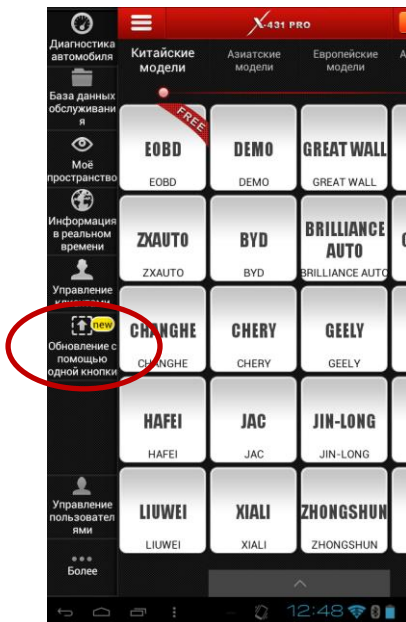 X-431 PRO
Диагностика
автомобиля
База данных
обслуживани
я
Моё
пространство
Информация
в реальном
времени
Управление
клиентами
new
Обновление с
помощью
одной кнопки
Управление
пользовател
ями
Более
Китайские
модели
Азиатские
модели
Европейские
модели
А
FREE
EOBD
EOBD
DEMO
DEMO
GREAT WALL
GREAT WALL
ZXAUTO
ZXAUTO
BYD
BYD
BRILLIANCE
AUTO
BRILLIANCE AUTO
CHANGHE
CHANGHE
CHERY
CHERY
GEELY
GEELY
HAFEI
HAFEI
JAC
JAC
JIN-LONG
JIN-LONG
LIUWEI
LIUWEI
XIALI
XIALI
ZHONGSHUN
ZHONGSHUN
12:48